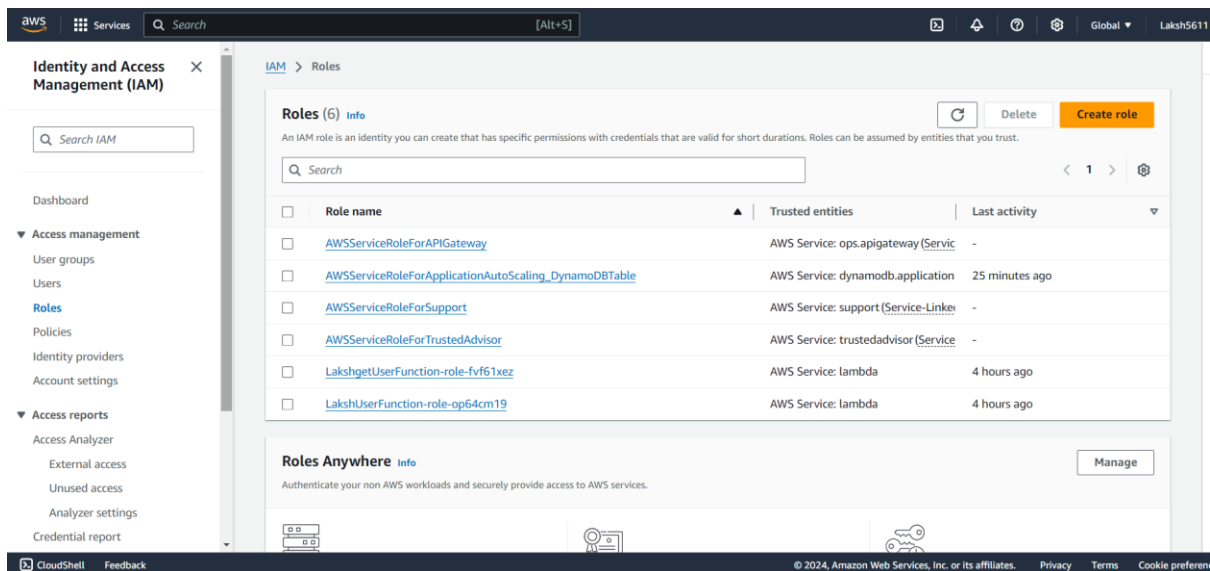 aws Services Search [Alt+S] Global Laksh5611
Identity and Access
Management (IAM)
Search IAM
Dashboard
Access management
User groups
Users
Roles
Policies
Identity providers
Account settings
Access reports
Access Analyzer
External access
Unused access
Analyzer settings
Credential report
IAM > Roles
Roles (6) Info
Delete
Create role
An IAM role is an identity you can create that has specific permissions with credentials that are valid for short durations. Roles can be assumed by entities that you trust.
Search
1
Role name Trusted entities Last activity
AWSServiceRoleForAPIGateway AWS Service: ops.apigateway (Servic -
AWSServiceRoleForApplicationAutoScaling_DynamoDBTable AWS Service: dynamodb.application 25 minutes ago
AWSServiceRoleForSupport AWS Service: support (Service-Linke -
AWSServiceRoleForTrustedAdvisor AWS Service: trustedadvisor (Service -
LakshgetUserFunction-role-fvf61xez AWS Service: lambda 4 hours ago
LakshUserFunction-role-op64cm19 AWS Service: lambda 4 hours ago
Roles Anywhere Info
Manage
Authenticate your non AWS workloads and securely provide access to AWS services.
CloudShell Feedback © 2024, Amazon Web Services, Inc. or its affiliates. Privacy Terms Cookie preferen